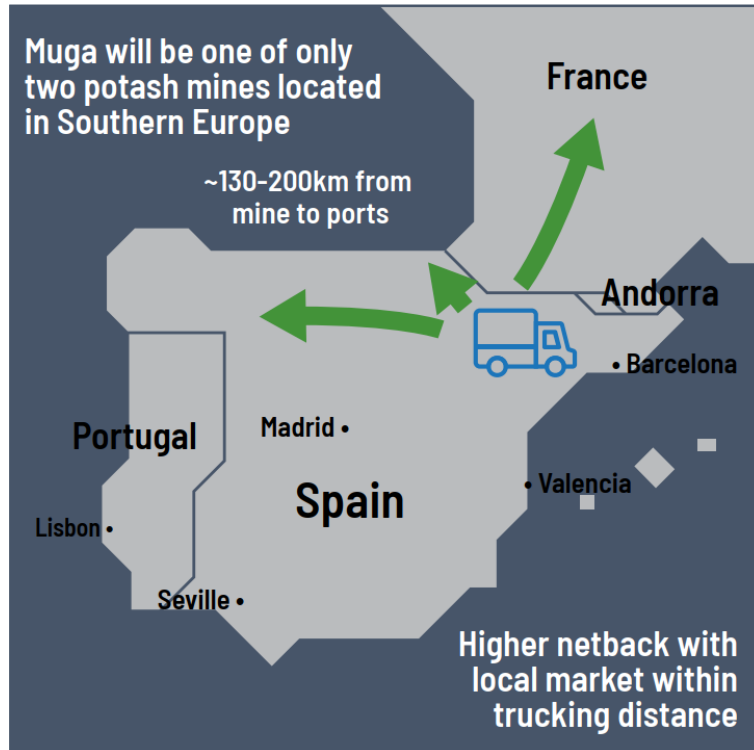 Muga will be one of only
two potash mines located
in Southern Europe
France
~130-200km from
mine to ports
Andorra
• Barcelona
Portugal
Madrid •
Spain
• Valencia
Lisbon •
Seville •
Higher netback with
local market within
trucking distance